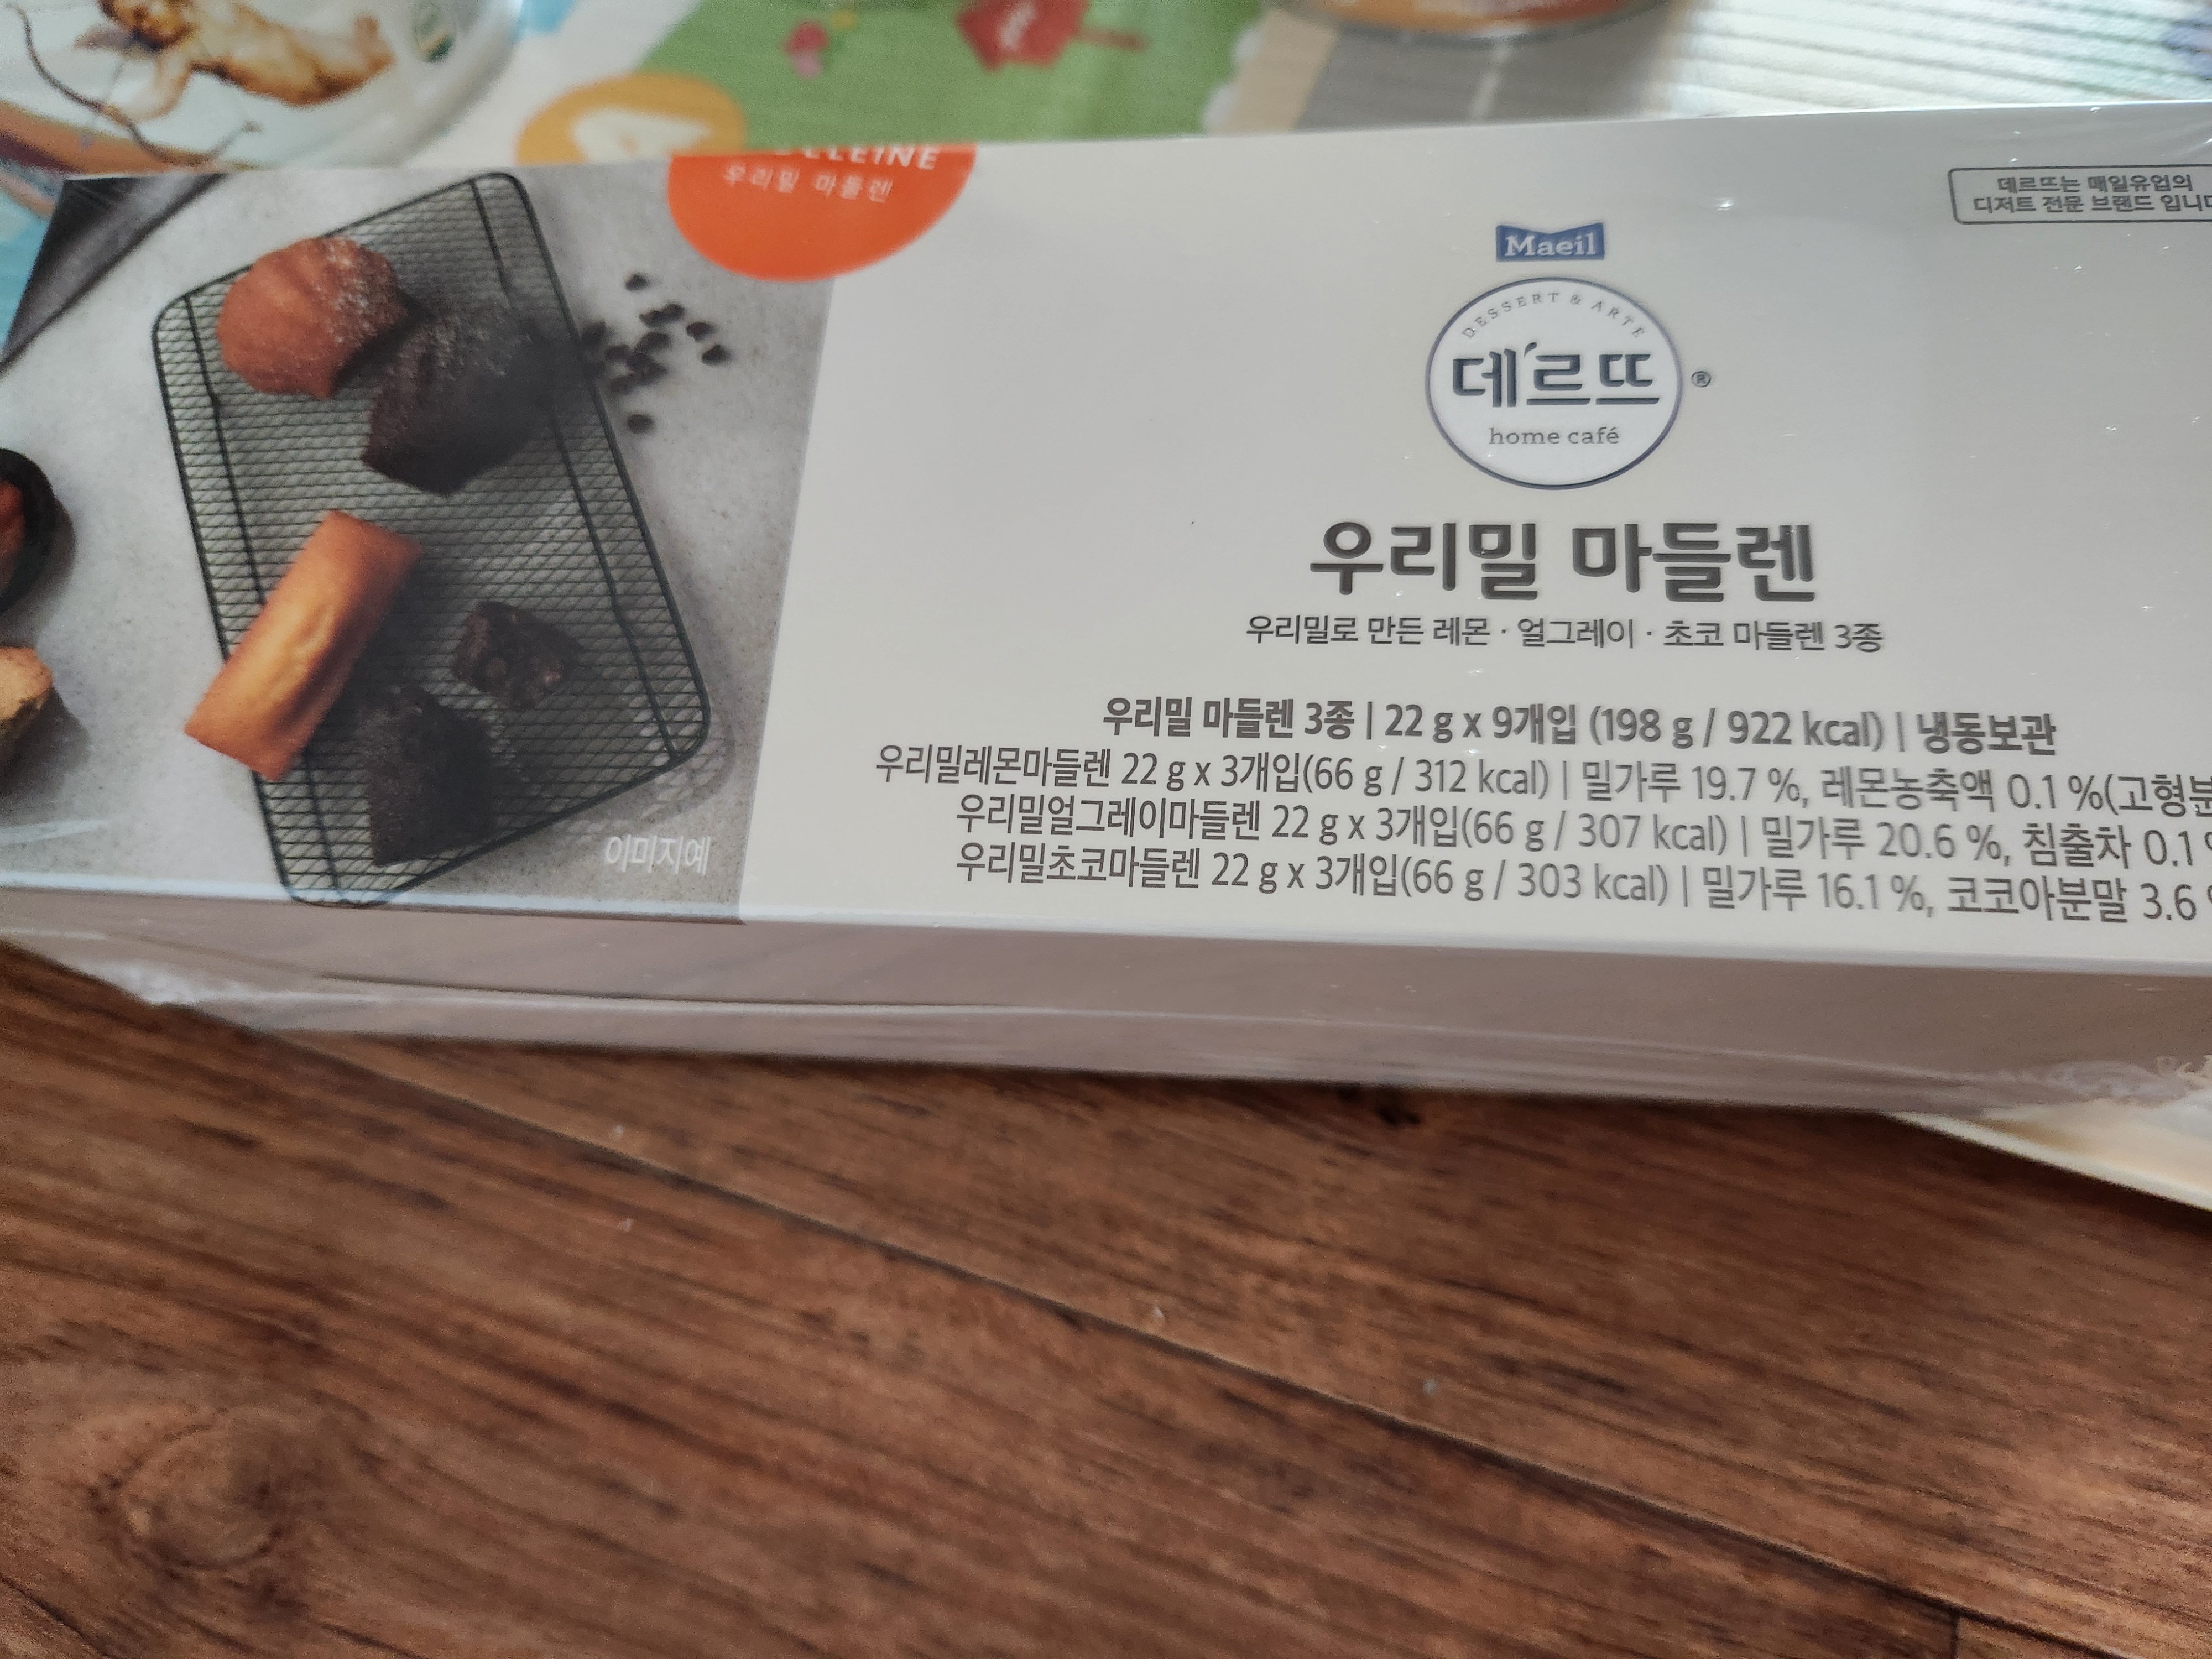 우리밀 마들렌
데르뜨는 매일유업의
디저트 전문 브랜드 입니다
Maeil
DESSERT & ARTE
데르뜨®
home café
우리밀 마들렌
우리밀로 만든 레몬 · 얼그레이 · 초코 마들렌 3종
우리밀 마들렌 3종 | 22 g x 9개입 (198 g / 922 kcal) | 냉동보관
우리밀레몬마들렌 22 g x 3개입(66 g / 312 kcal) | 밀가루 19.7 %, 레몬농축액 0.1 %(고형분
우리밀얼그레이마들렌 22 g x 3개입(66 g / 307 kcal) | 밀가루 20.6 %, 침출차 0.1 %
우리밀초코마들렌 22 g x 3개입(66 g / 303 kcal) | 밀가루 16.1 %, 코코아분말 3.6 %
이미지예